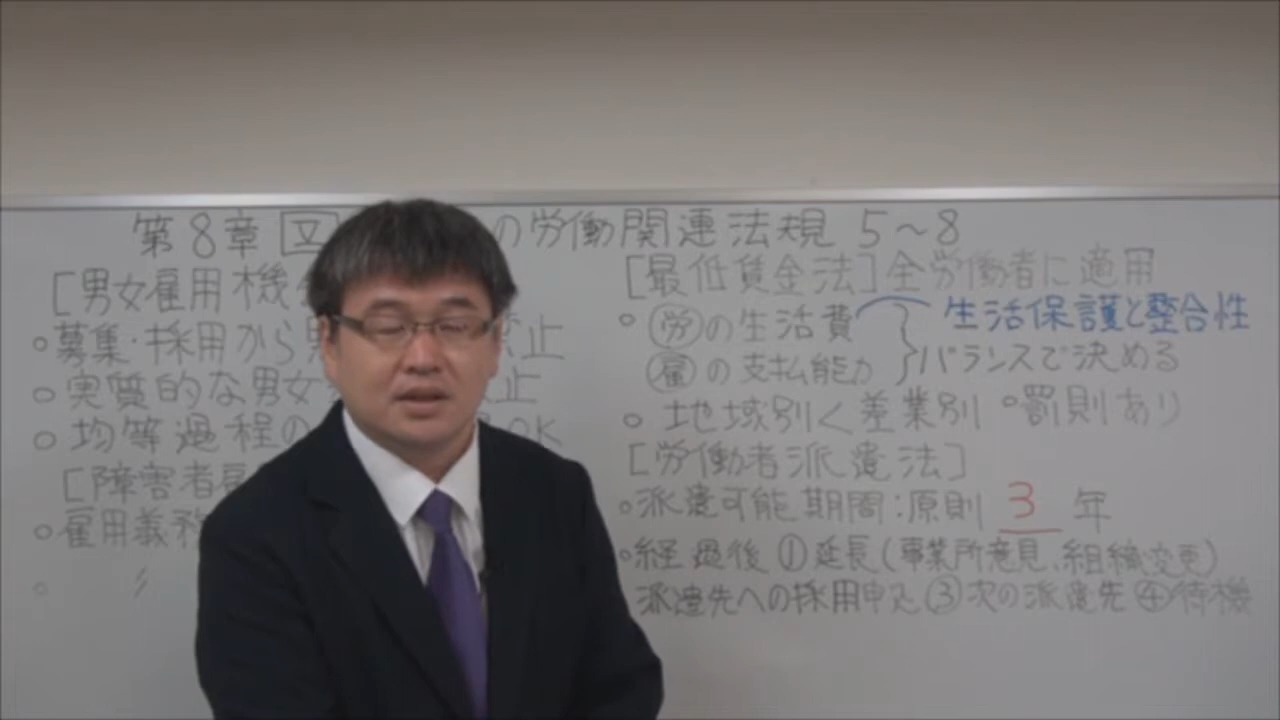 第8章 又 の労働関連法規 5～8
[男女雇用機
○募集・採用から 止
○実質的な男女 止
○均等過程の OK
[障害者雇
○雇用義務
○ 〃
[最低賃金法]全労働者に適用
○㊘の生活費 生活保護と整合性
雇の支払能力 バランスで決める
○地域別く産業別 ○罰則あり
[労働者派遣法]
○派遣可能期間:原則 3 年
○経過後 ①延長(事業所意見、組織変更)
派遣先への採用申込 ③次の派遣先 ④待機